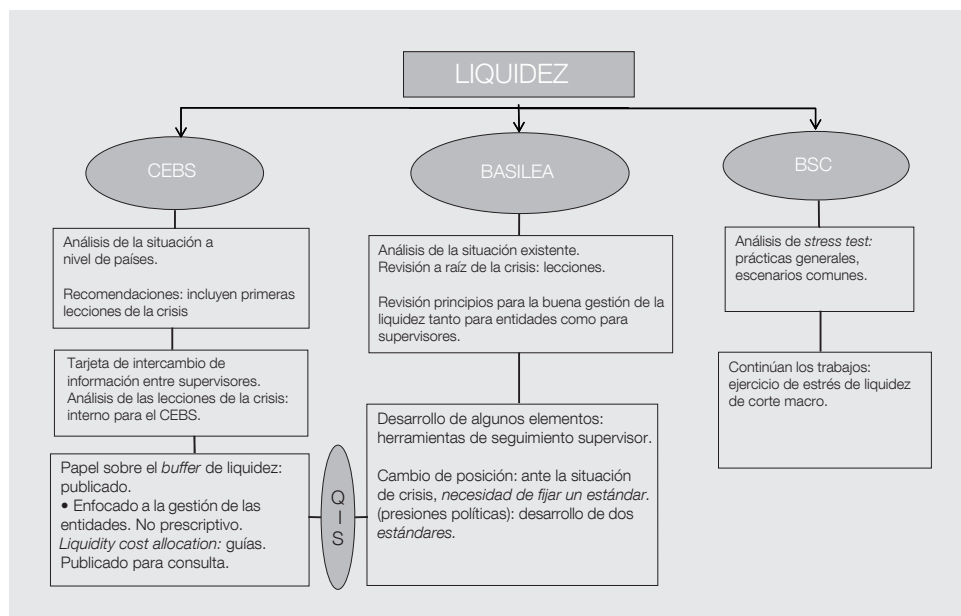 LIQUIDEZ
CEBS
Análisis de la situación a
nivel de países.
Recomendaciones: incluyen primeras
lecciones de la crisis
Tarjeta de intercambio de
información entre supervisores.
Análisis de las lecciones de la crisis:
interno para el CEBS.
Papel sobre el buffer de liquidez:
publicado.
• Enfocado a la gestión de las
entidades. No prescriptivo.
Liquidity cost allocation: guías.
Publicado para consulta.
Q
I
S
BASILEA
Análisis de la situación existente.
Revisión a raíz de la crisis: lecciones.
Revisión principios para la buena gestión de la
liquidez tanto para entidades como para
supervisores.
Desarrollo de algunos elementos:
herramientas de seguimiento supervisor.
Cambio de posición: ante la situación
de crisis, necesidad de fijar un estándar.
(presiones políticas): desarrollo de dos
estándares.
BSC
Análisis de stress test:
prácticas generales,
escenarios comunes.
Continúan los trabajos:
ejercicio de estrés de liquidez
de corte macro.